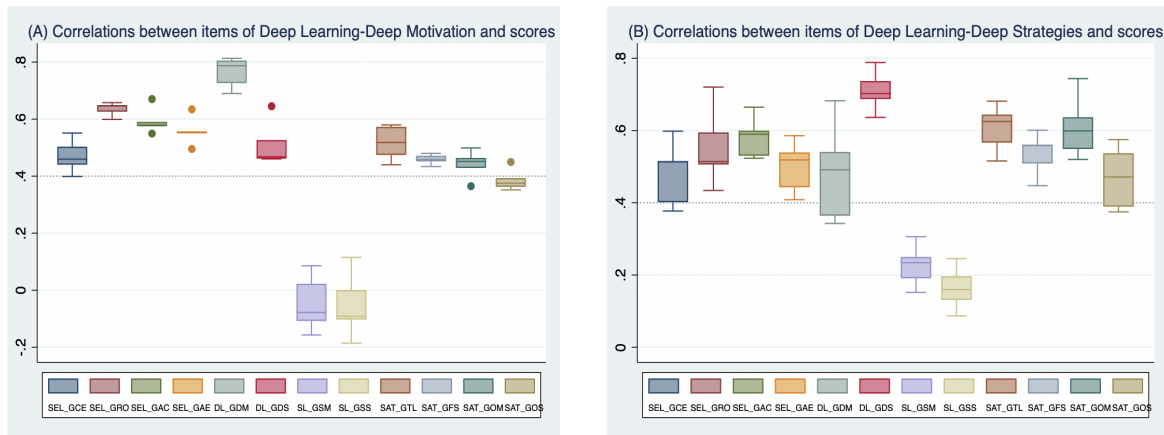 (A) Correlations between items of Deep Learning-Deep Motivation and scores
.8
.6
.4
.2
0
-.2
SEL_GCE SEL_GRO SEL_GAC SEL_GAE DL_GDM DL_GDS SL_GSM SL_GSS SAT_GTL SAT_GFS SAT_GOM SAT_GOS
(B) Correlations between items of Deep Learning-Deep Strategies and scores
.8
.6
.4
.2
0
SEL_GCE SEL_GRO SEL_GAC SEL_GAE DL_GDM DL_GDS SL_GSM SL_GSS SAT_GTL SAT_GFS SAT_GOM SAT_GOS